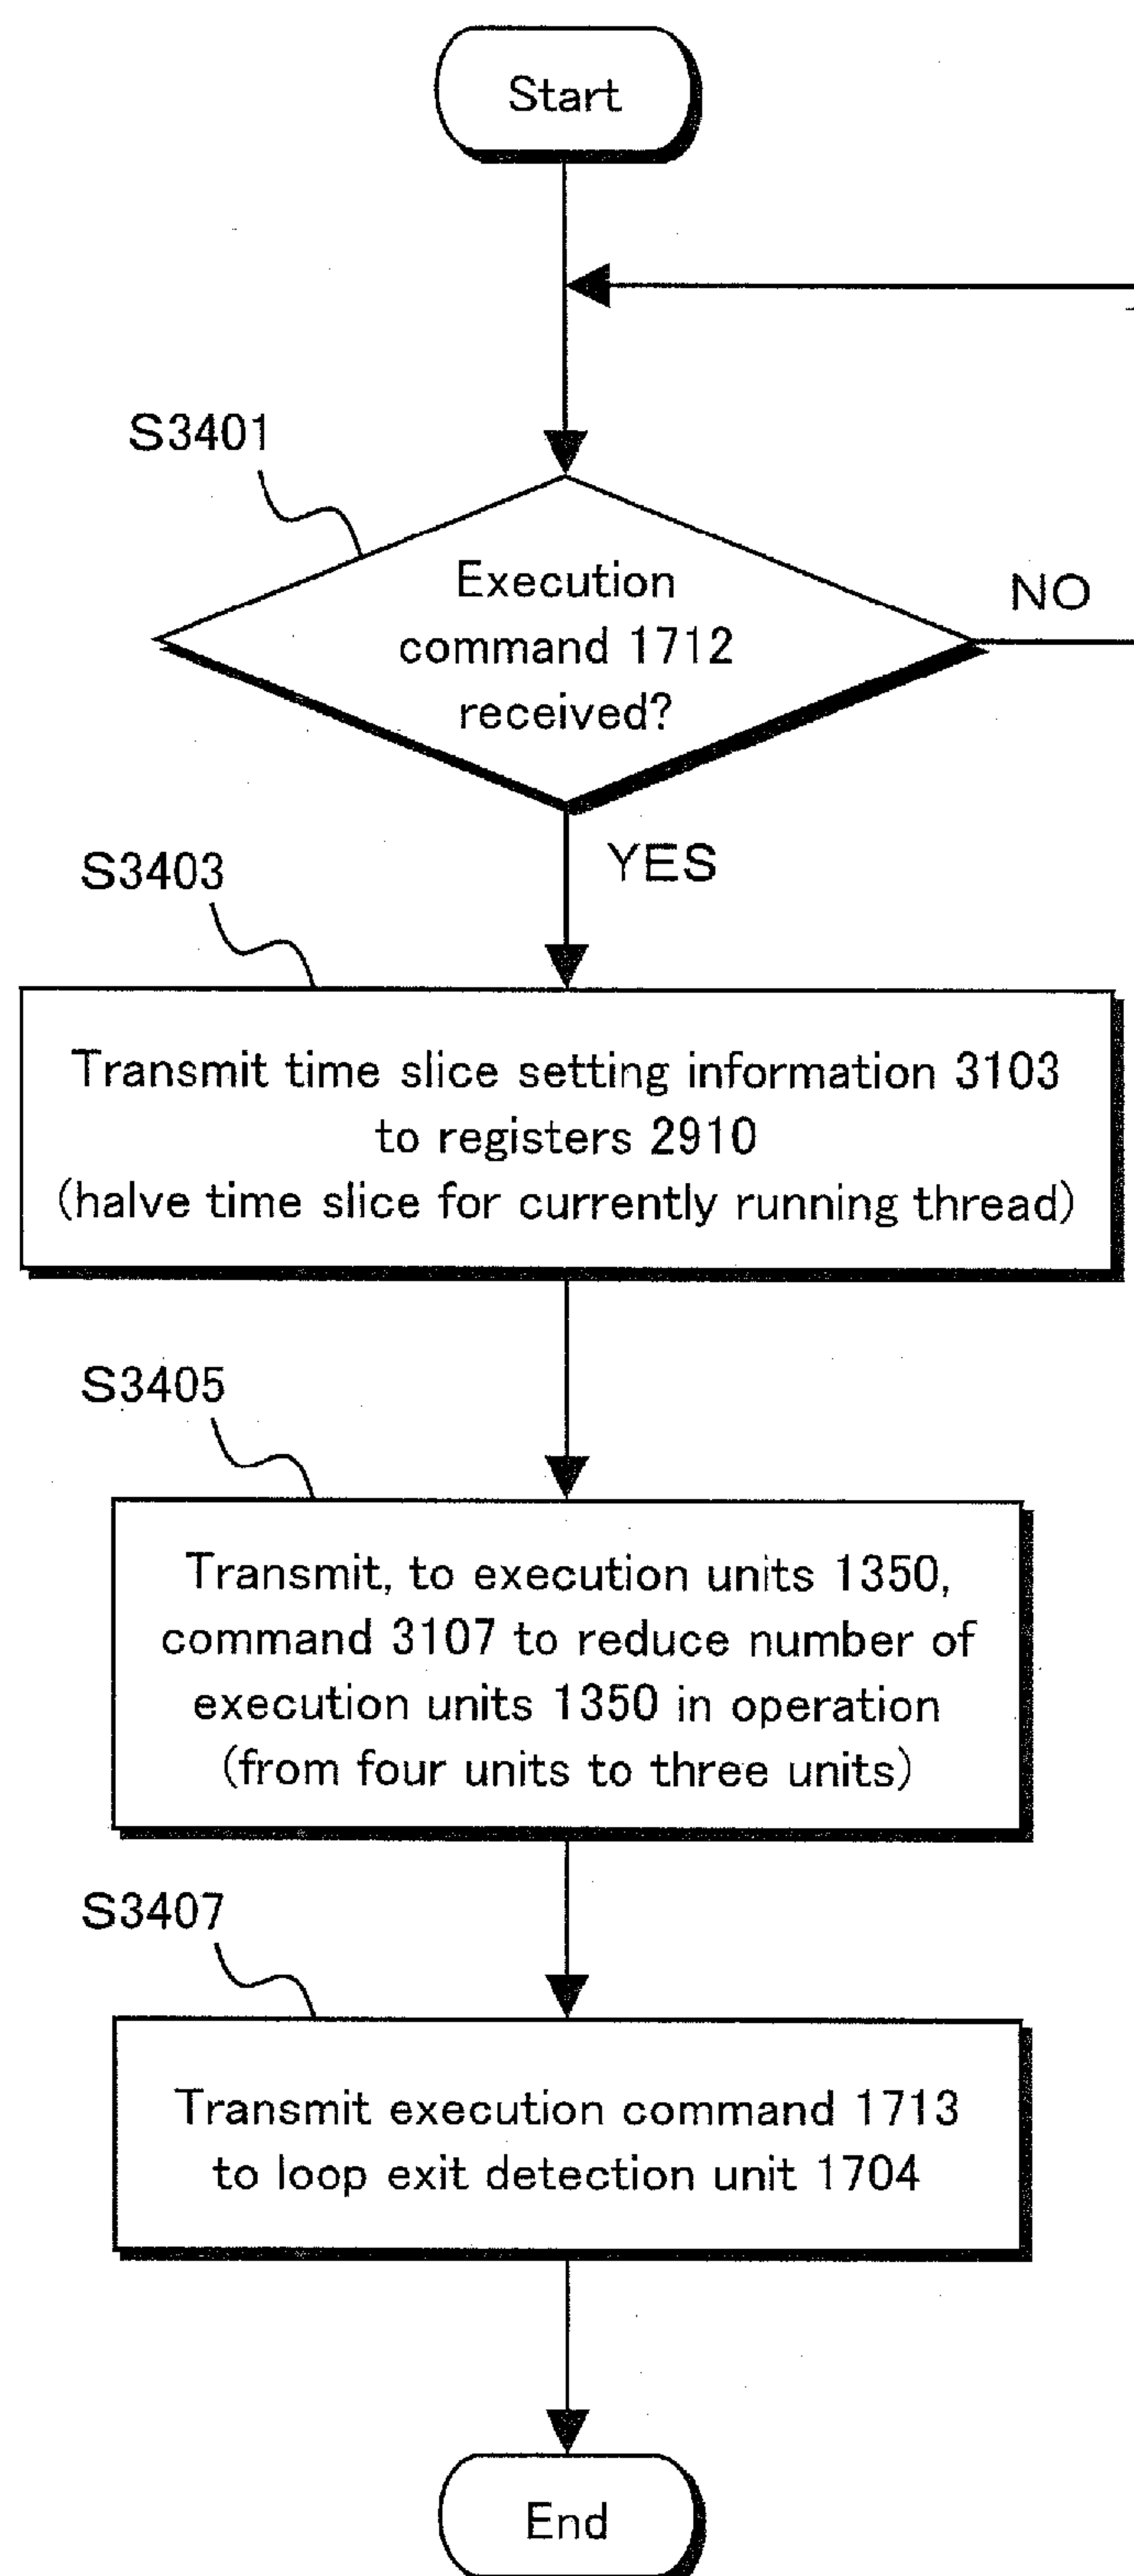 Start
S3401
Execution
command 1712
received?
NO
YES
S3403
Transmit time slice setting information 3103
to registers 2910
(halve time slice for currently running thread)
S3405
Transmit, to execution units 1350,
command 3107 to reduce number of
execution units 1350 in operation
(from four units to three units)
S3407
Transmit execution command 1713
to loop exit detection unit 1704
End